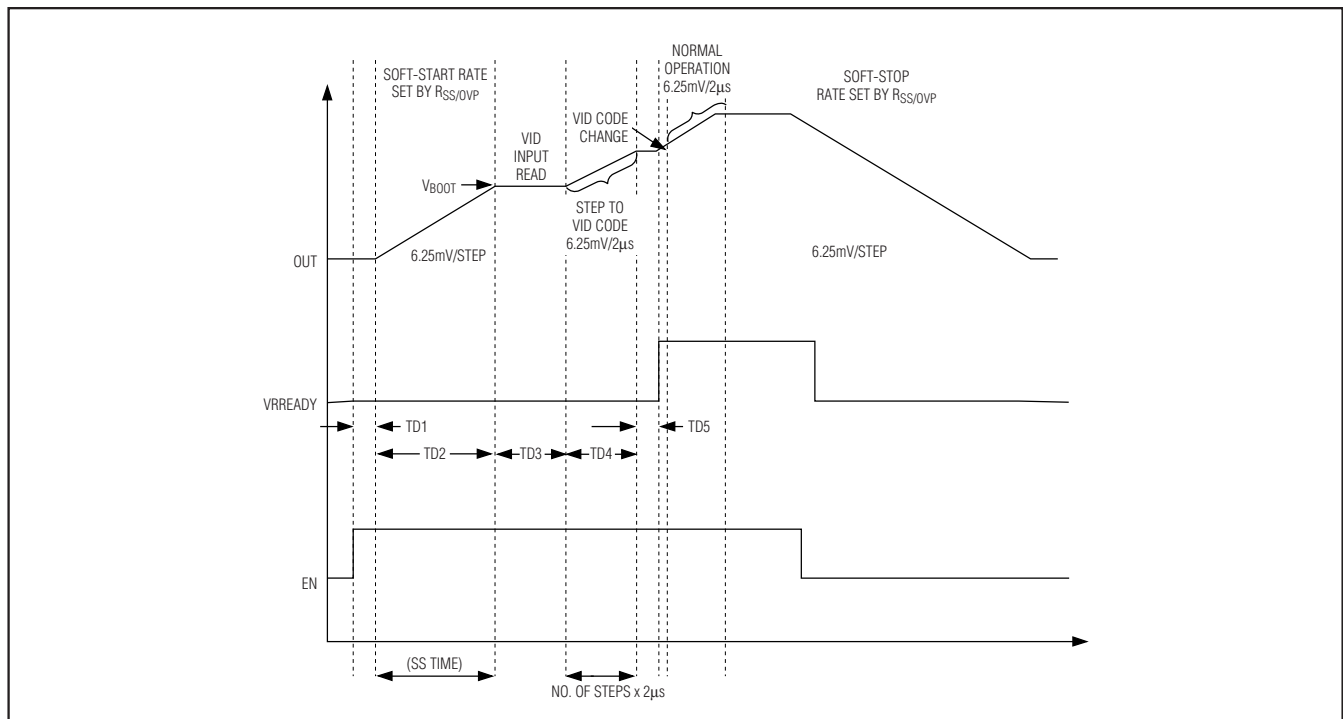 SOFT-START RATE
SET BY RSS/OVP
NORMAL
OPERATION
6.25mV/2μs
SOFT-STOP
RATE SET BY RSS/OVP
VID CODE
CHANGE
VID
INPUT
READ
VBOOT
STEP TO
VID CODE
6.25mV/2μs
6.25mV/STEP
6.25mV/STEP
OUT
VRREADY
TD1
TD5
TD2
TD3
TD4
EN
(SS TIME)
NO. OF STEPS x 2μs